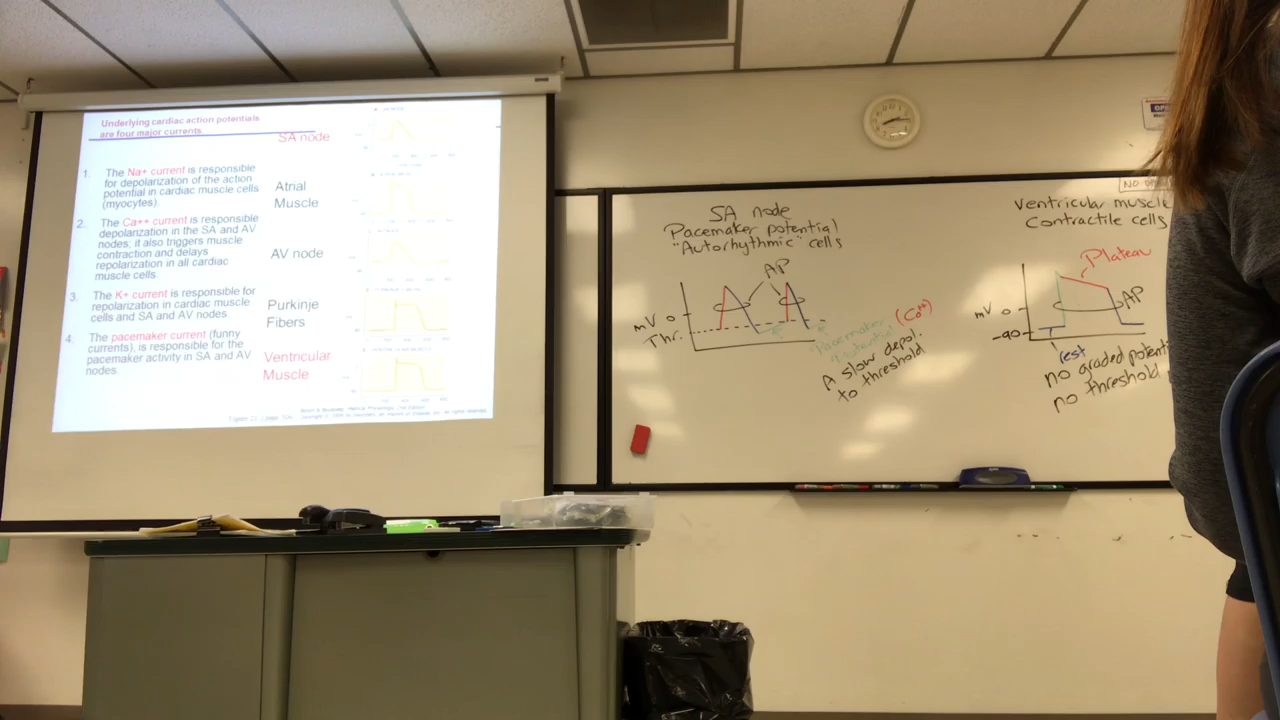 Underlying cardiac action potentials
are four major currents.
SA node
1. The Na+ current is responsible
for depolarization of the action
potential in cardiac muscle cells
(myocytes).
2. The Ca++ current is responsible
depolarization in the SA and AV
nodes; it also triggers muscle
contraction and delays
repolarization in all cardiac
muscle cells.
3. The K+ current is responsible for
repolarization in cardiac muscle
cells and SA and AV nodes
4. The pacemaker current (funny
currents), is responsible for the
pacemaker activity in SA and AV
nodes.
Atrial
Muscle
AV node
Purkinje
Fibers
Ventricular
Muscle
SA node
Pacemaker potential
"Autorhythmic" cells
AP
mV 0
Thr.
Pacemaker
Potential
(Ca++)
A slow depol.
to threshold
NO
ventricular muscle
contractile cells
Plateau
mV 0
AP
-90
rest
no graded potenti
no threshold